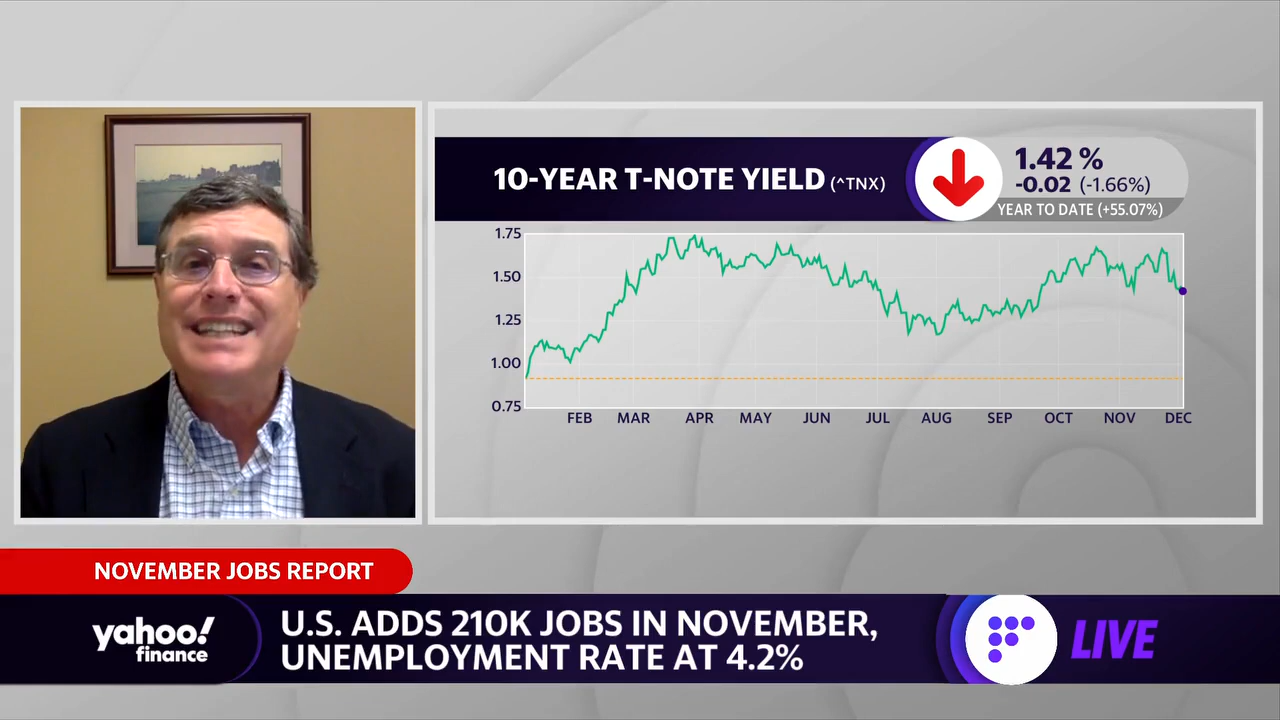 10-YEAR T-NOTE YIELD (^TNX)
1.42 %
-0.02 (-1.66%)
YEAR TO DATE (+55.07%)
1.75
1.50
1.25
1.00
0.75
FEB MAR APR MAY JUN JUL AUG SEP OCT NOV DEC
NOVEMBER JOBS REPORT
yahoo!
finance
U.S. ADDS 210K JOBS IN NOVEMBER,
UNEMPLOYMENT RATE AT 4.2%
LIVE